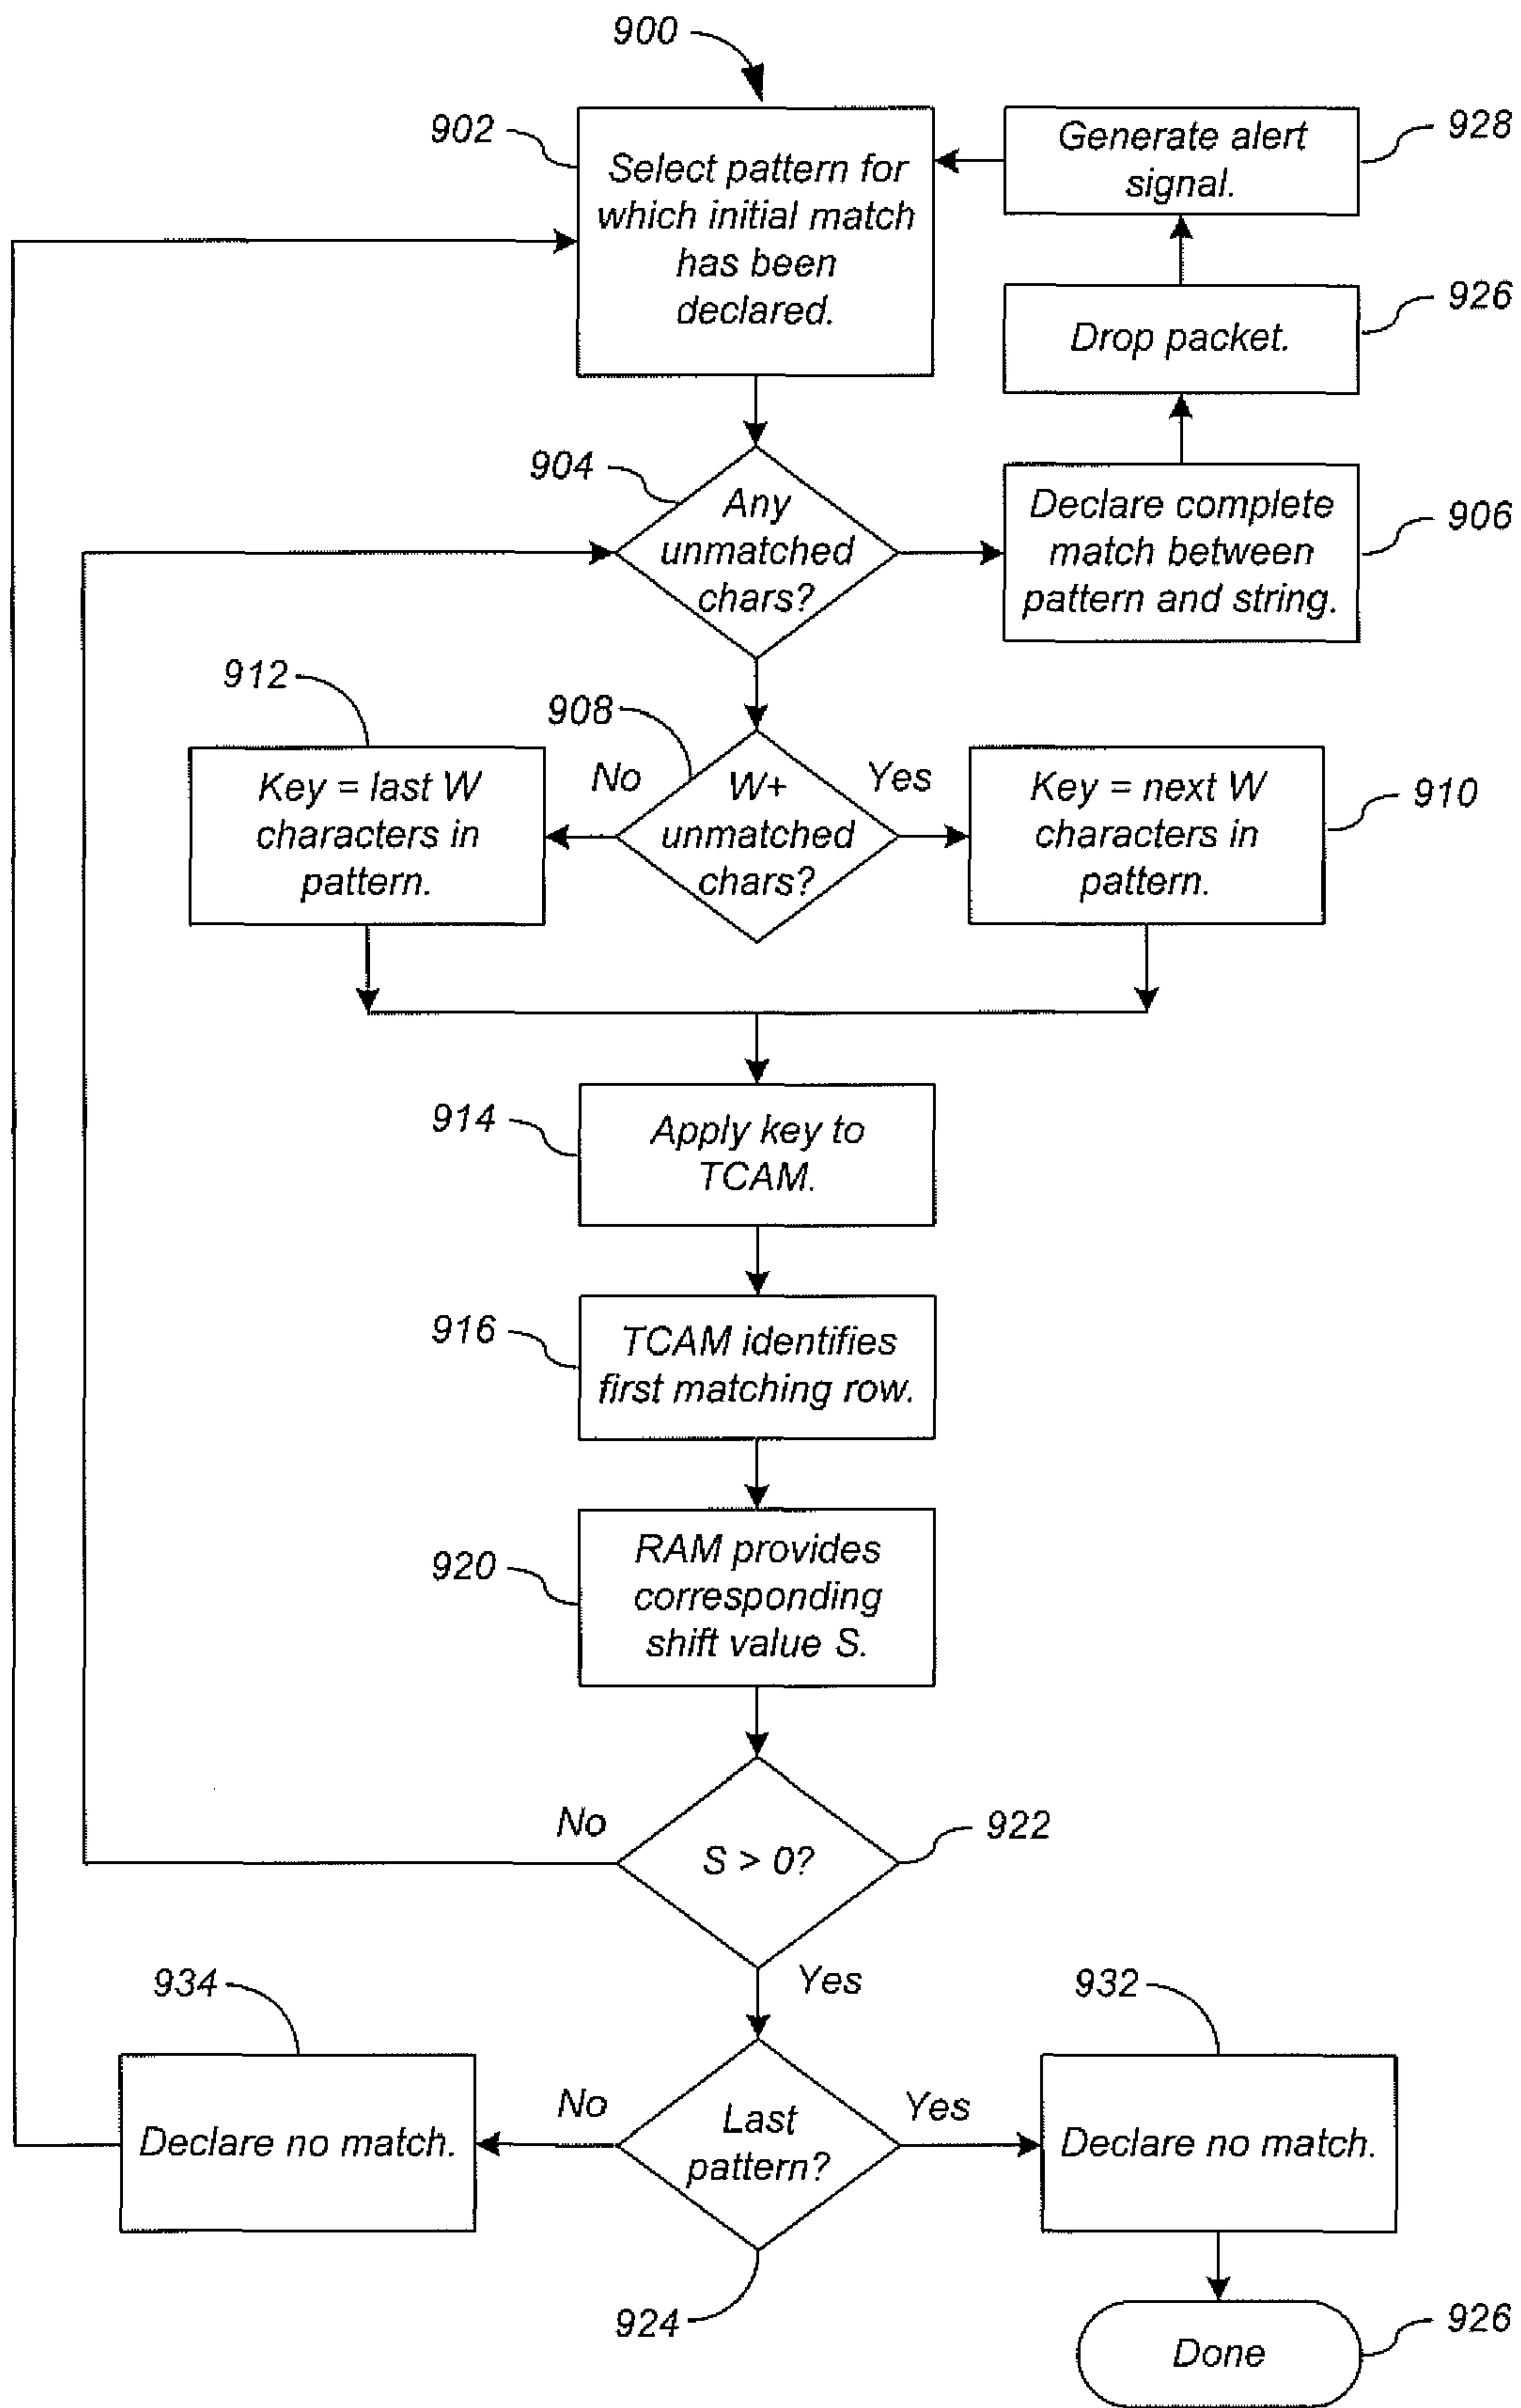 900
902
Select pattern for
which initial match
has been
declared.
Generate alert
signal.
928
Drop packet.
926
904
Any
unmatched
chars?
Declare complete
match between
pattern and string.
906
912
Key = last W
characters in
pattern.
No
908
W+
unmatched
chars?
Yes
Key = next W
characters in
pattern.
910
914
Apply key to
TCAM.
916
TCAM identifies
first matching row.
920
RAM provides
corresponding
shift value S.
No
S > 0?
922
Yes
934
Declare no match.
No
Last
pattern?
Yes
932
Declare no match.
924
Done
926